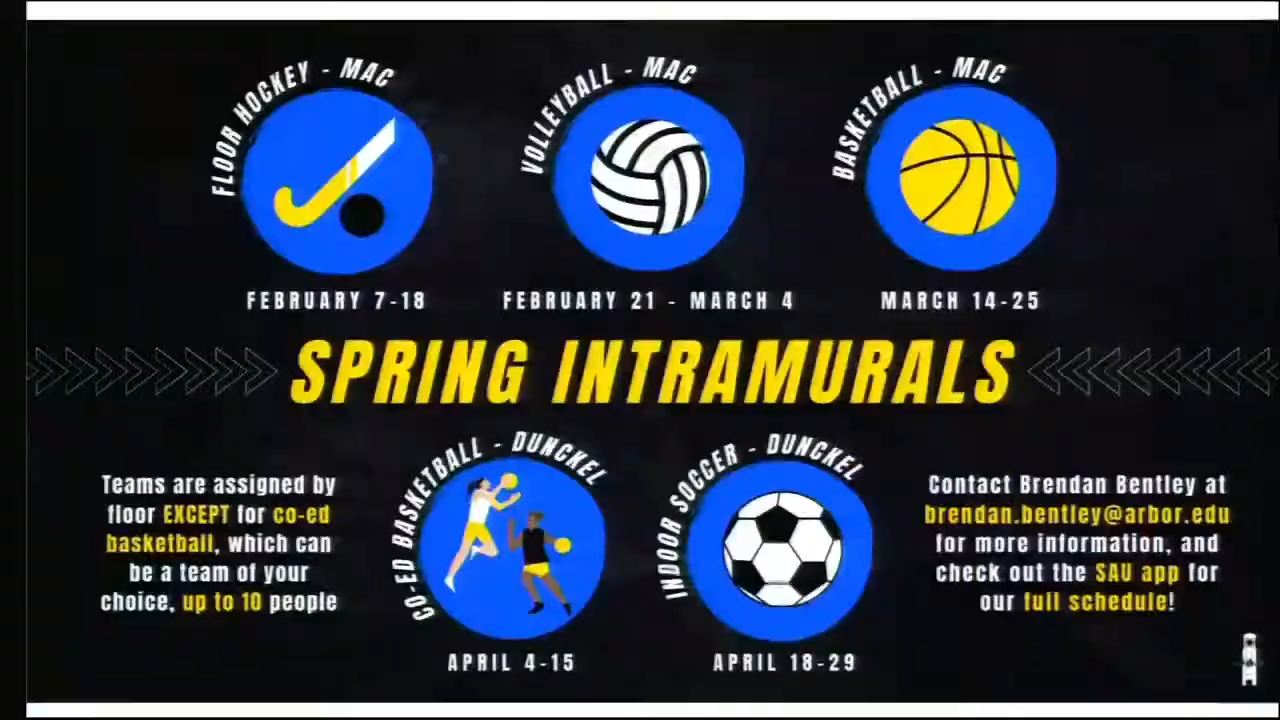 FLOOR HOCKEY - MAC
VOLLEYBALL - MAC
BASKETBALL - MAC
FEBRUARY 7-18
FEBRUARY 21 - MARCH 4
MARCH 14-25
SPRING INTRAMURALS
CO-ED BASKETBALL - DUNCKEL
INDOOR SOCCER - DUNCKEL
Teams are assigned by
floor EXCEPT for co-ed
basketball, which can
be a team of your
choice, up to 10 people
Contact Brendan Bentley at
brendan.bentley@arbor.edu
for more information, and
check out the SAU app for
our full schedule!
APRIL 4-15
APRIL 18-29